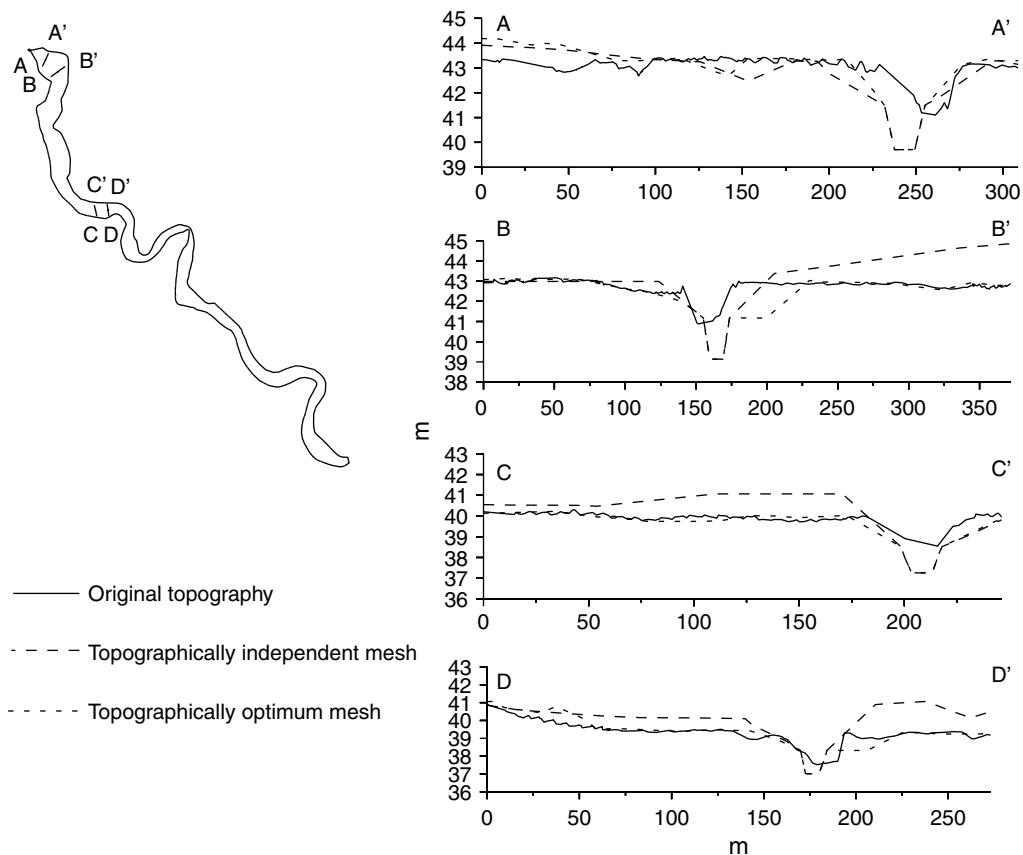 A'
A
B'
B
C' D'
C D
Original topography
Topographically independent mesh
Topographically optimum mesh
m
A A'
45
44
43
42
41
40
39
0 50 100 150 200 250 300
B B'
45
44
43
42
41
40
39
38
0 50 100 150 200 250 300 350
C C'
43
42
41
40
39
38
37
36
0 50 100 150 200
D D'
43
42
41
40
39
38
37
36
0 50 100 150 200 250
m